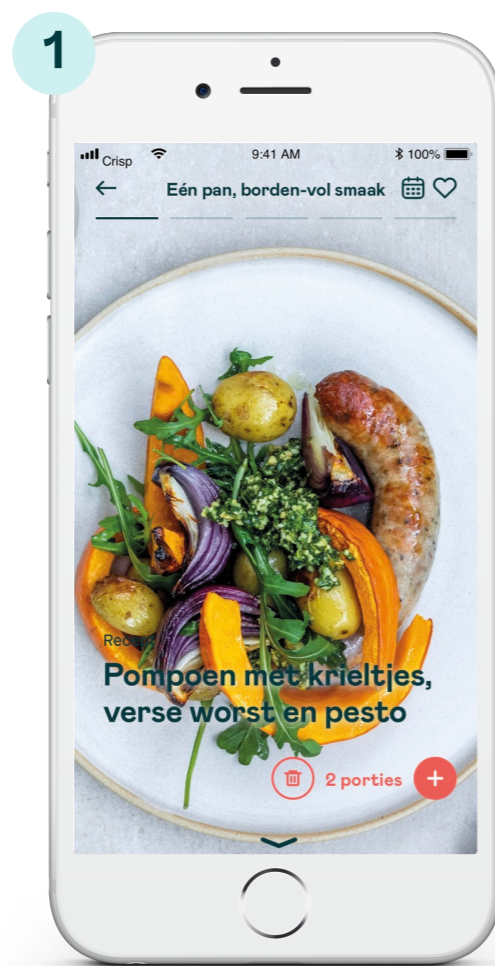 1
Crisp 9:41 AM 100%
Eén pan, borden-vol smaak
Pompoen met krieltjes,
verse worst en pesto
2 porties +